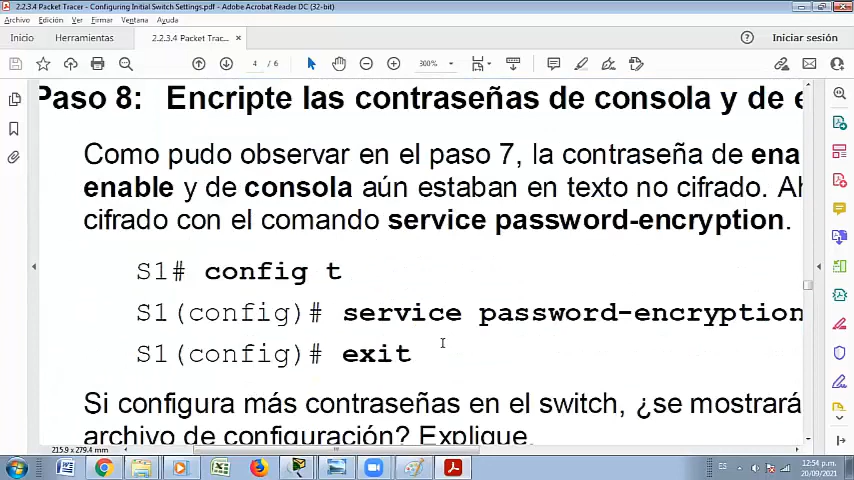 2.2.3.4 Packet Tracer - Configuring Initial Switch Settings.pdf - Adobe Acrobat Reader DC (32-bit)
Archivo Edición Ver Firmar Ventana Ayuda
Inicio Herramientas 2.2.3.4 Packet Trac... × Iniciar sesión
4 / 6 300%
Paso 8: Encripte las contraseñas de consola y de e
Como pudo observar en el paso 7, la contraseña de ena
enable y de consola aún estaban en texto no cifrado. Ah
cifrado con el comando service password-encryption.
S1# config t
S1(config)# service password-encryption
S1(config)# exit
Si configura más contraseñas en el switch, ¿se mostrará
archivo de configuración? Explique.
215.9 x 279.4 mm
ES 12:54 p.m.
20/09/2021